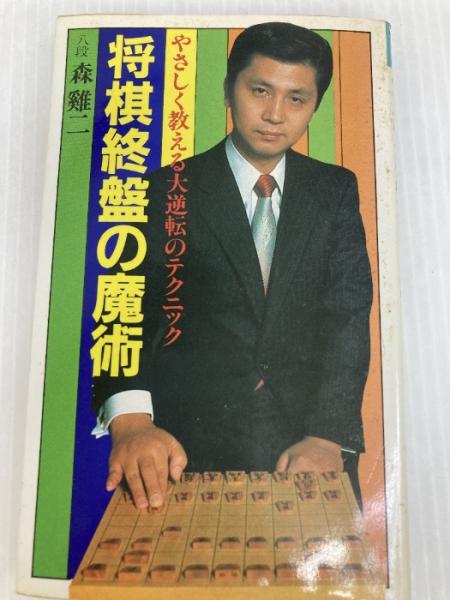 八段 森 雞二
将棋終盤の魔術
やさしく教える大逆転のテクニック